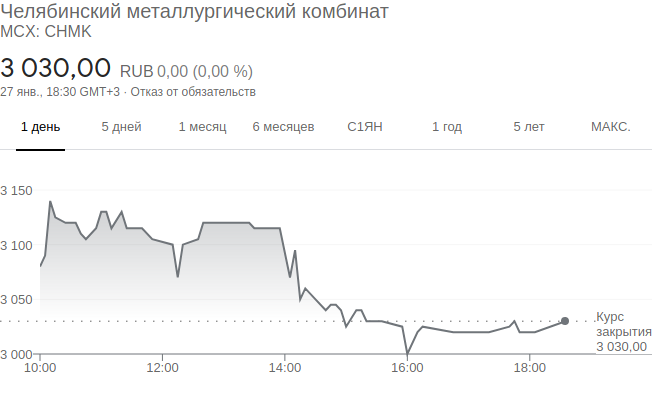 Челябинский металлургический комбинат
MCX: CHMK
3 030,00 RUB 0,00 (0,00 %)
27 янв., 18:30 GMT+3 · Отказ от обязательств
1 день 5 дней 1 месяц 6 месяцев С1ЯН 1 год 5 лет МАКС.
3 150
3 100
3 050
Курс
закрытия
3 030,00
3 000
10:00 12:00 14:00 16:00 18:00